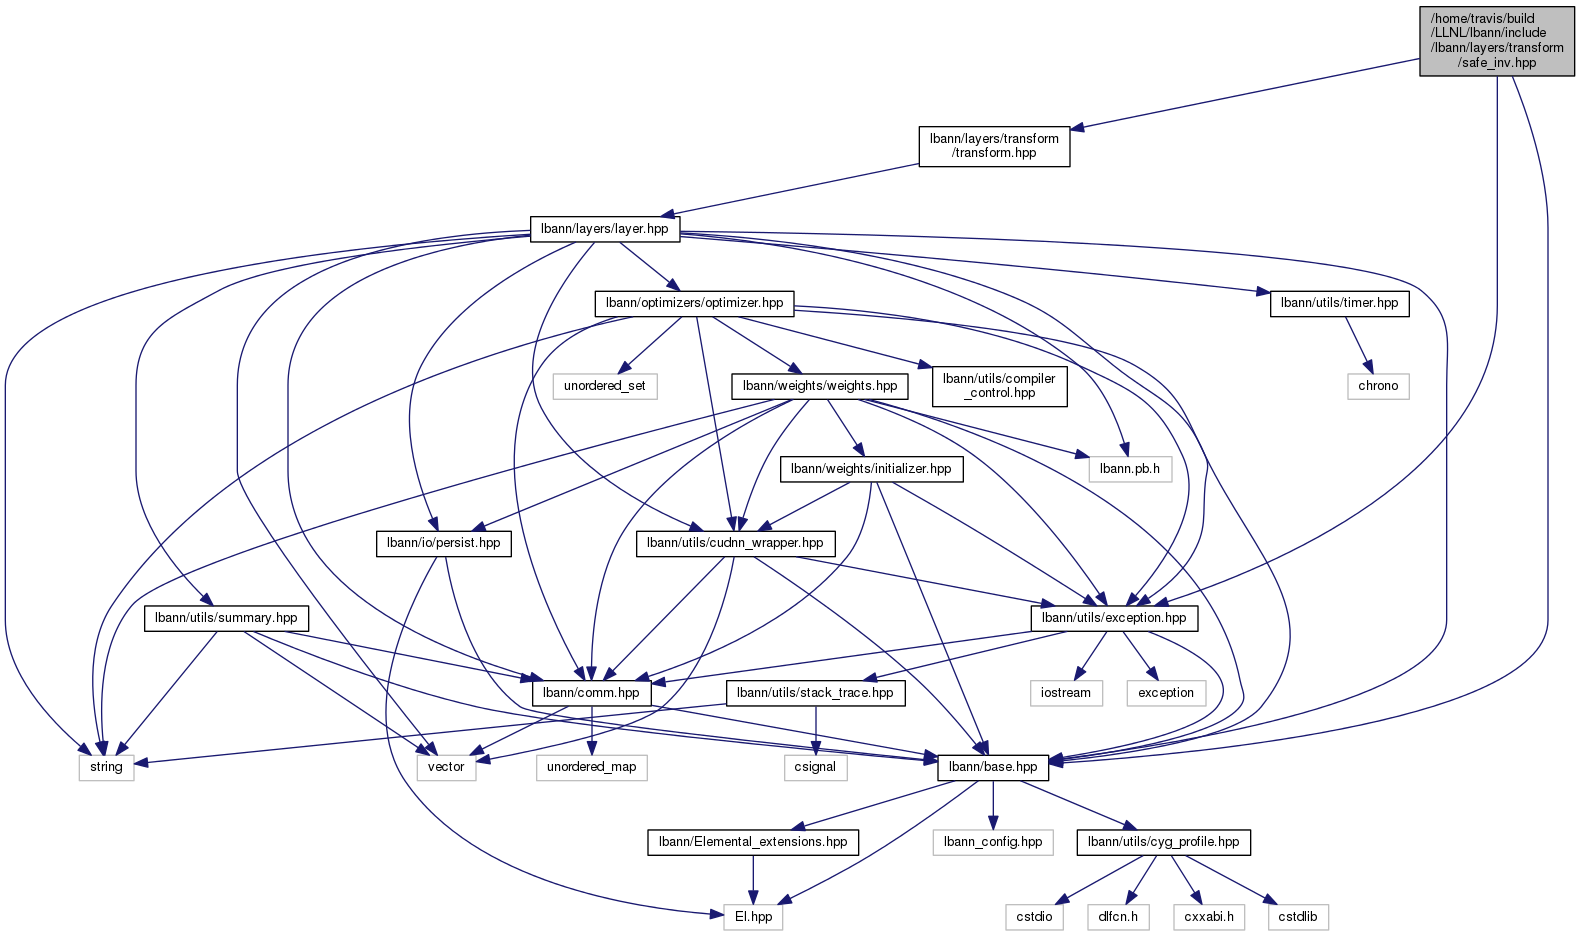 /home/travis/build
/LLNL/lbann/include
/lbann/layers/transform
/safe_inv.hpp
lbann/layers/transform
/transform.hpp
lbann/layers/layer.hpp
lbann/optimizers/optimizer.hpp
lbann/utils/timer.hpp
unordered_set
lbann/weights/weights.hpp
lbann/utils/compiler
_control.hpp
chrono
lbann/weights/initializer.hpp
lbann.pb.h
lbann/io/persist.hpp
lbann/utils/cudnn_wrapper.hpp
lbann/utils/summary.hpp
lbann/utils/exception.hpp
lbann/comm.hpp
lbann/utils/stack_trace.hpp
iostream
exception
string
vector
unordered_map
csignal
lbann/base.hpp
lbann/Elemental_extensions.hpp
lbann_config.hpp
lbann/utils/cyg_profile.hpp
El.hpp
cstdio
dlfcn.h
cxxabi.h
cstdlib